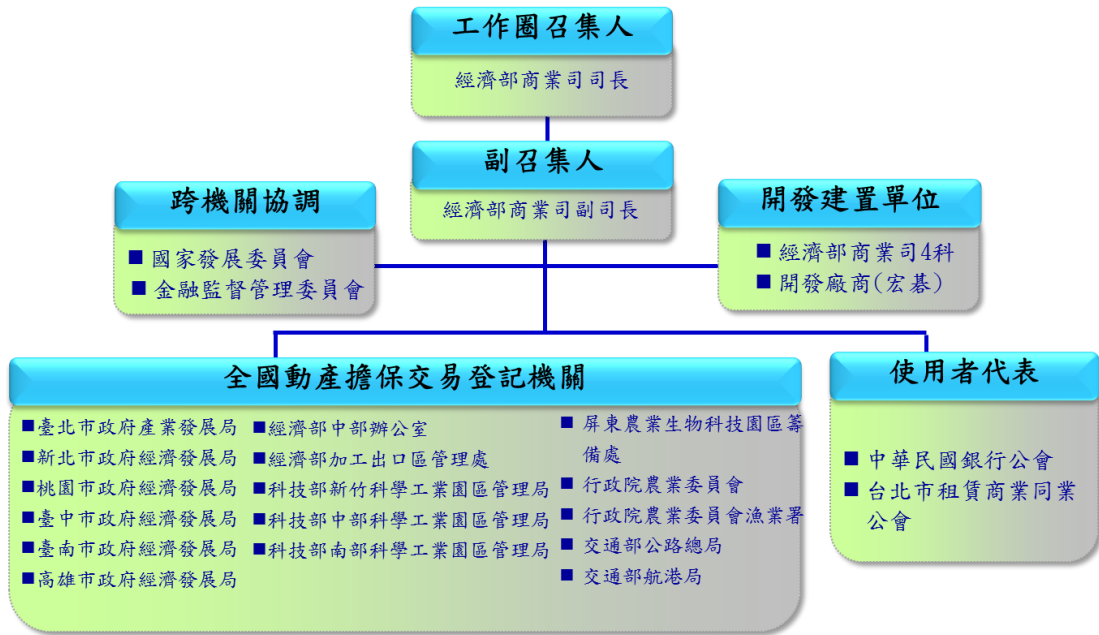 工作圈召集人
經濟部商業司司長
副召集人
經濟部商業司副司長
跨機關協調
■ 國家發展委員會
■ 金融監督管理委員會
開發建置單位
■ 經濟部商業司4科
■ 開發廠商(宏碁)
全國動產擔保交易登記機關
■臺北市政府產業發展局
■新北市政府經濟發展局
■桃園市政府經濟發展局
■臺中市政府經濟發展局
■臺南市政府經濟發展局
■高雄市政府經濟發展局
■經濟部中部辦公室
■經濟部加工出口區管理處
■科技部新竹科學工業園區管理局
■科技部中部科學工業園區管理局
■科技部南部科學工業園區管理局
■ 屏東農業生物科技園區籌
備處
■ 行政院農業委員會
■ 行政院農業委員會漁業署
■ 交通部公路總局
■ 交通部航港局
使用者代表
■ 中華民國銀行公會
■ 台北市租賃商業同業
公會